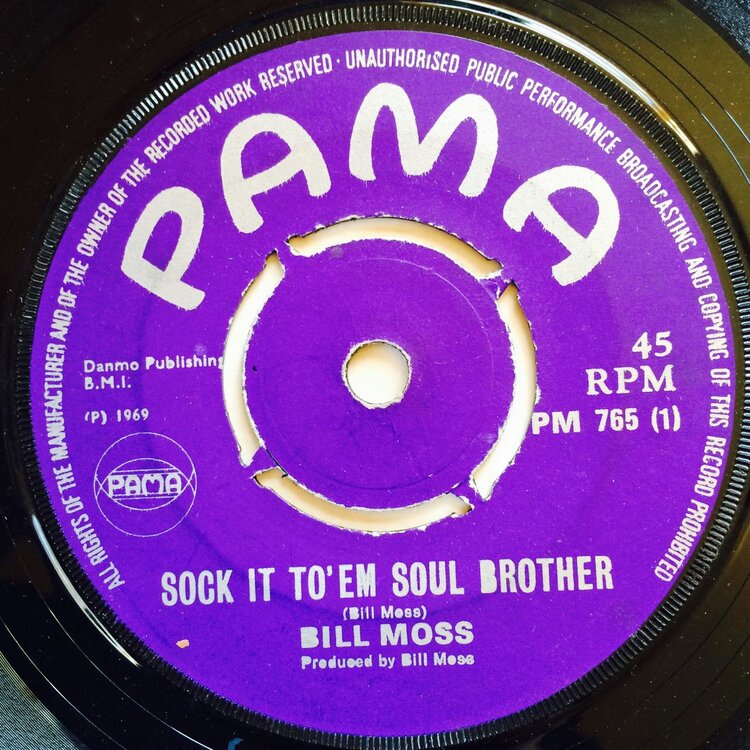 ALL RIGHTS OF THE MANUFACTURER AND OF THE OWNER OF THE RECORDED WORK RESERVED · UNAUTHORISED PUBLIC PERFORMANCE BROADCASTING AND COPYING OF THIS RECORD PROHIBITED
PAMA
Danmo Publishing
B.M.I.
(P) 1969
PAMA
45
RPM
PM 765 (1)
SOCK IT TO'EM SOUL BROTHER
(Bill Moss)
BILL MOSS
Produced by Bill Moss